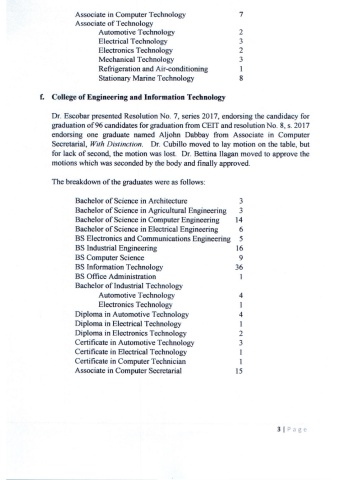 Associate in Computer Technology 7
Associate of Technology
Automotive Technology 2
Electrical Technology 3
Electronics Technology 2
Mechanical Technology 3
Refrigeration and Air-conditioning 1
Stationary Marine Technology 8
f. College of Engineering and Information Technology
Dr. Escobar presented Resolution No. 7, series 2017, endorsing the candidacy for
graduation of 96 candidates for graduation from CEIT and resolution No. 8, s. 2017
endorsing one graduate named Aljohn Dabbay from Associate in Computer
Secretarial, With Distinction. Dr. Cubillo moved to lay motion on the table, but
for lack of second, the motion was lost. Dr. Bettina Ilagan moved to approve the
motions which was seconded by the body and finally approved.
The breakdown of the graduates were as follows:
Bachelor of Science in Architecture 3
Bachelor of Science in Agricultural Engineering 3
Bachelor of Science in Computer Engineering 14
Bachelor of Science in Electrical Engineering 6
BS Electronics and Communications Engineering 5
BS Industrial Engineering 16
BS Computer Science 9
BS Information Technology 36
BS Office Administration 1
Bachelor of Industrial Technology
Automotive Technology 4
Electronics Technology 1
Diploma in Automotive Technology 4
Diploma in Electrical Technology 1
Diploma in Electronics Technology 2
Certificate in Automotive Technology 3
Certificate in Electrical Technology 1
Certificate in Computer Technician 1
Associate in Computer Secretarial 15
3 | Page